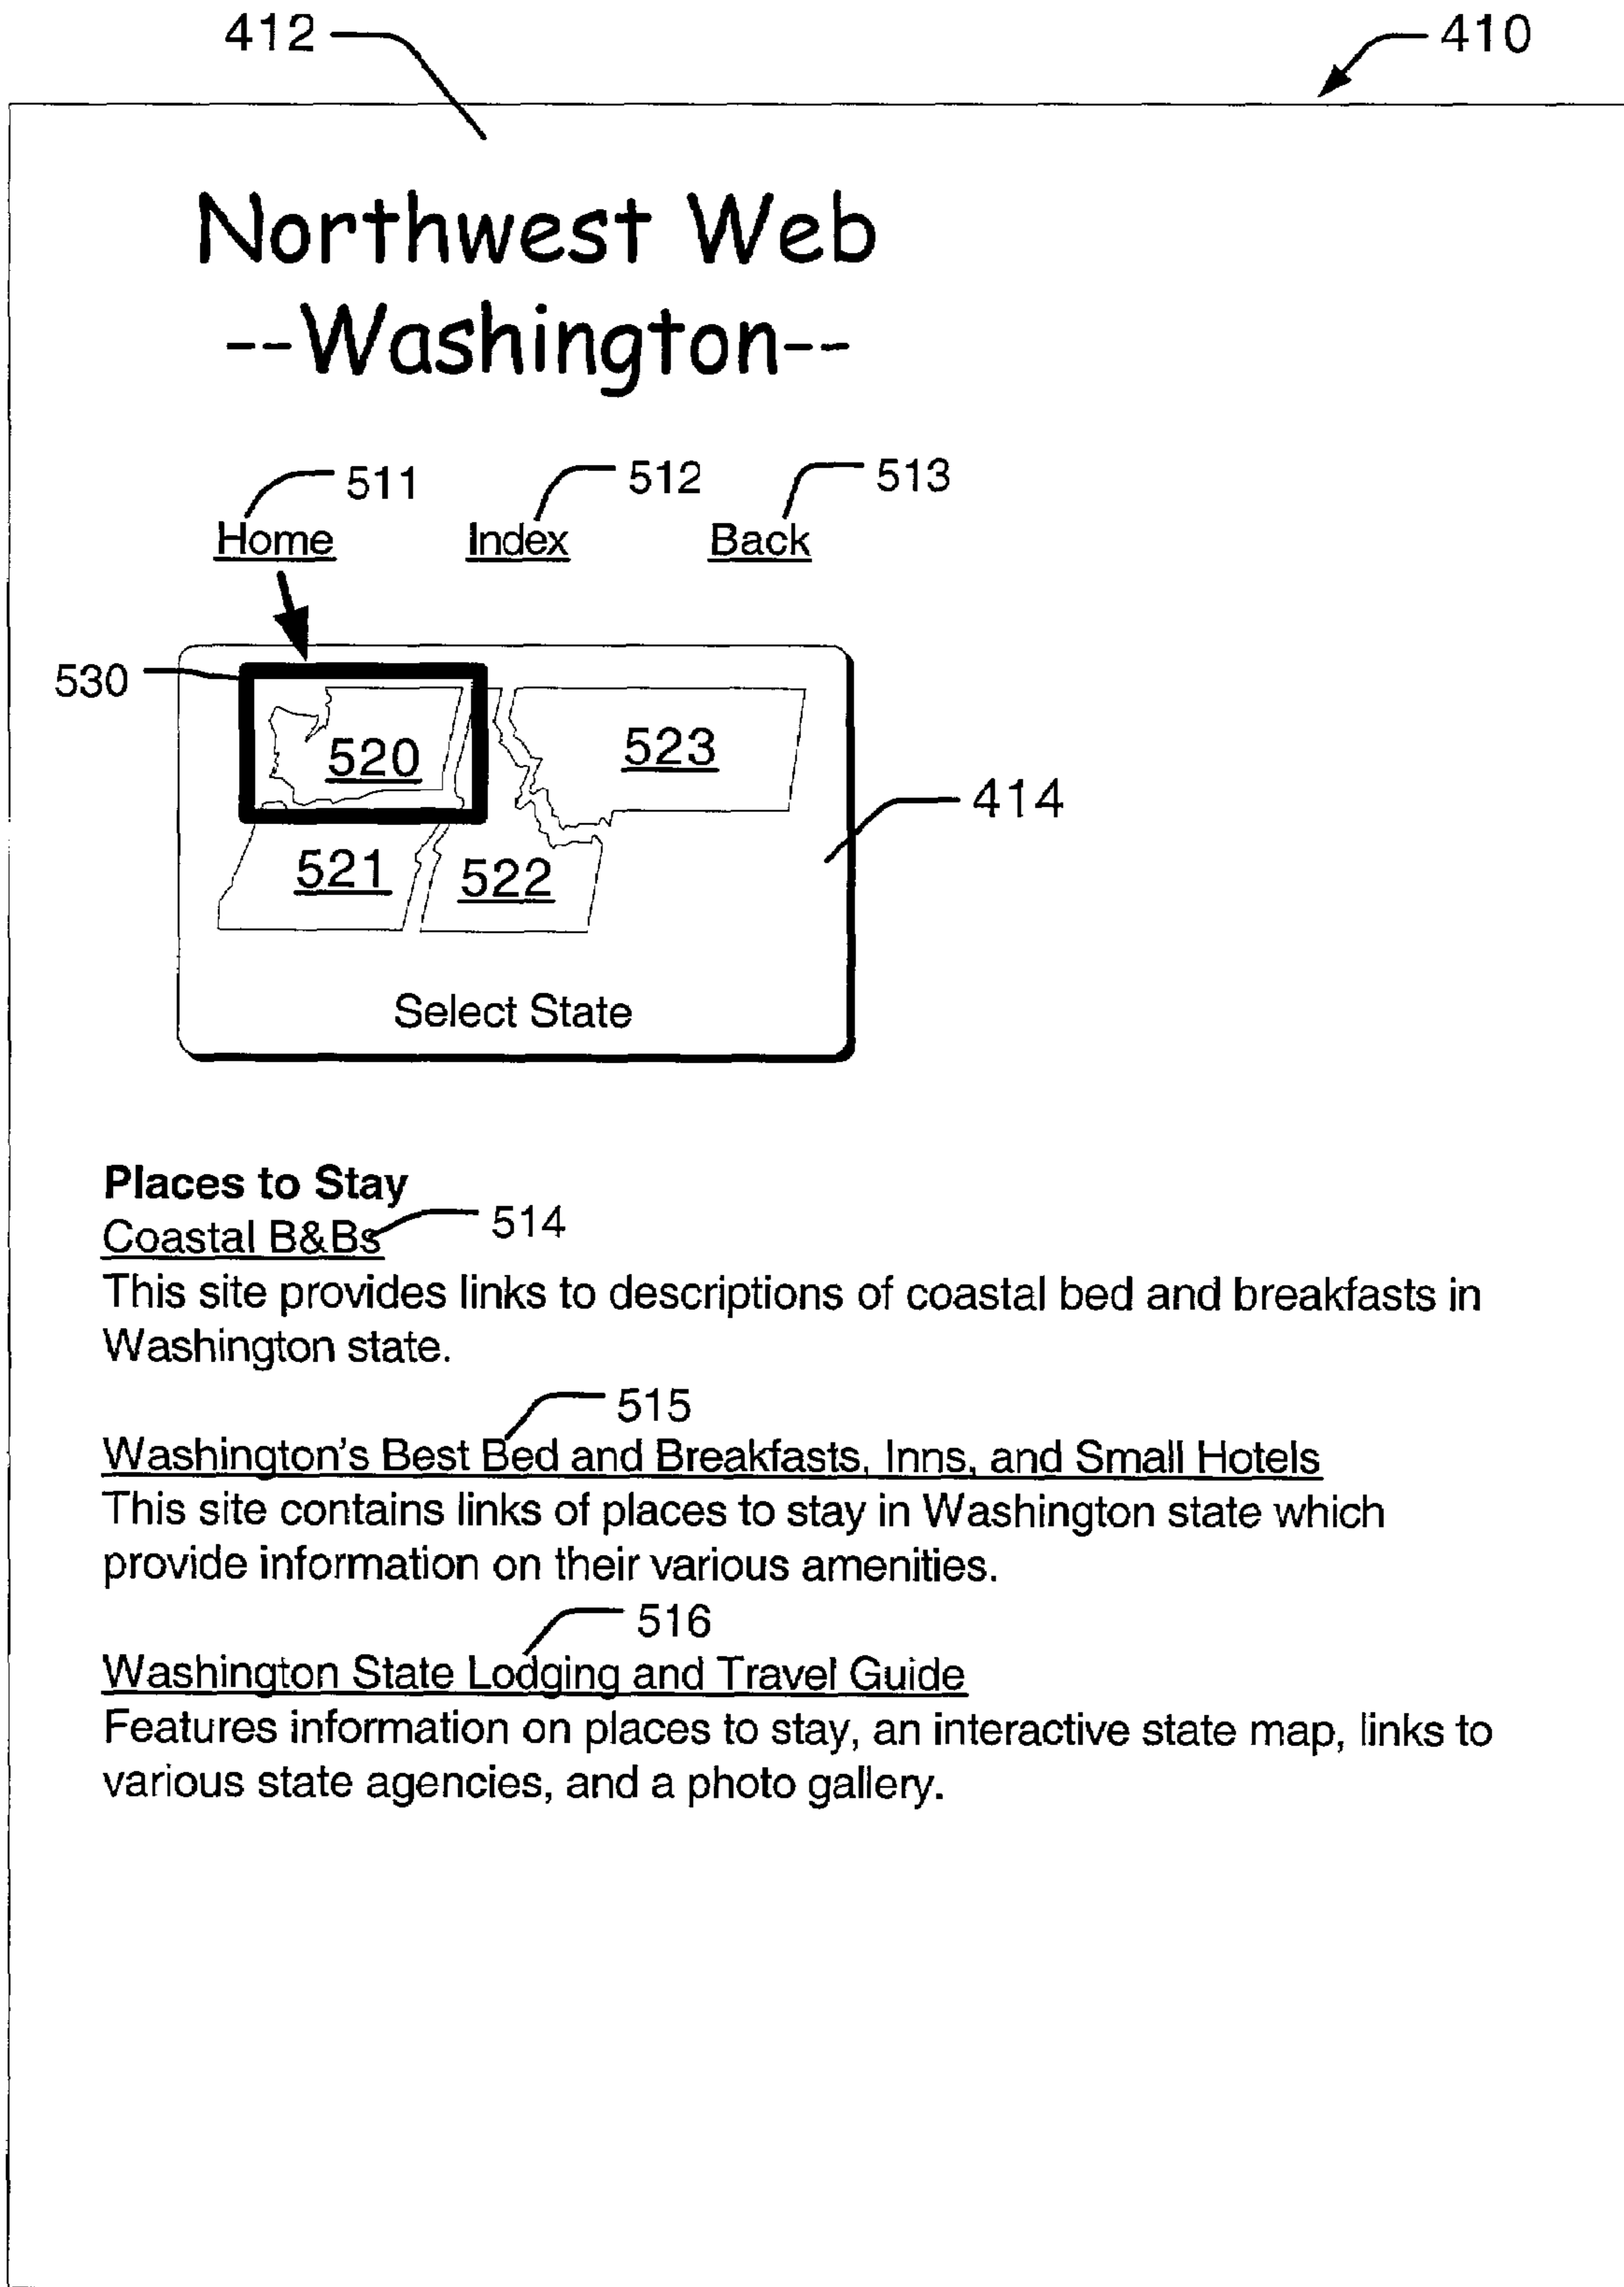 412
410
Northwest Web
--Washington--
511
512
513
Home Index Back
530
520
523
414
521
522
Select State
Places to Stay
Coastal B&Bs
514
This site provides links to descriptions of coastal bed and breakfasts in
Washington state.
515
Washington's Best Bed and Breakfasts, Inns, and Small Hotels
This site contains links of places to stay in Washington state which
provide information on their various amenities.
516
Washington State Lodging and Travel Guide
Features information on places to stay, an interactive state map, links to
various state agencies, and a photo gallery.